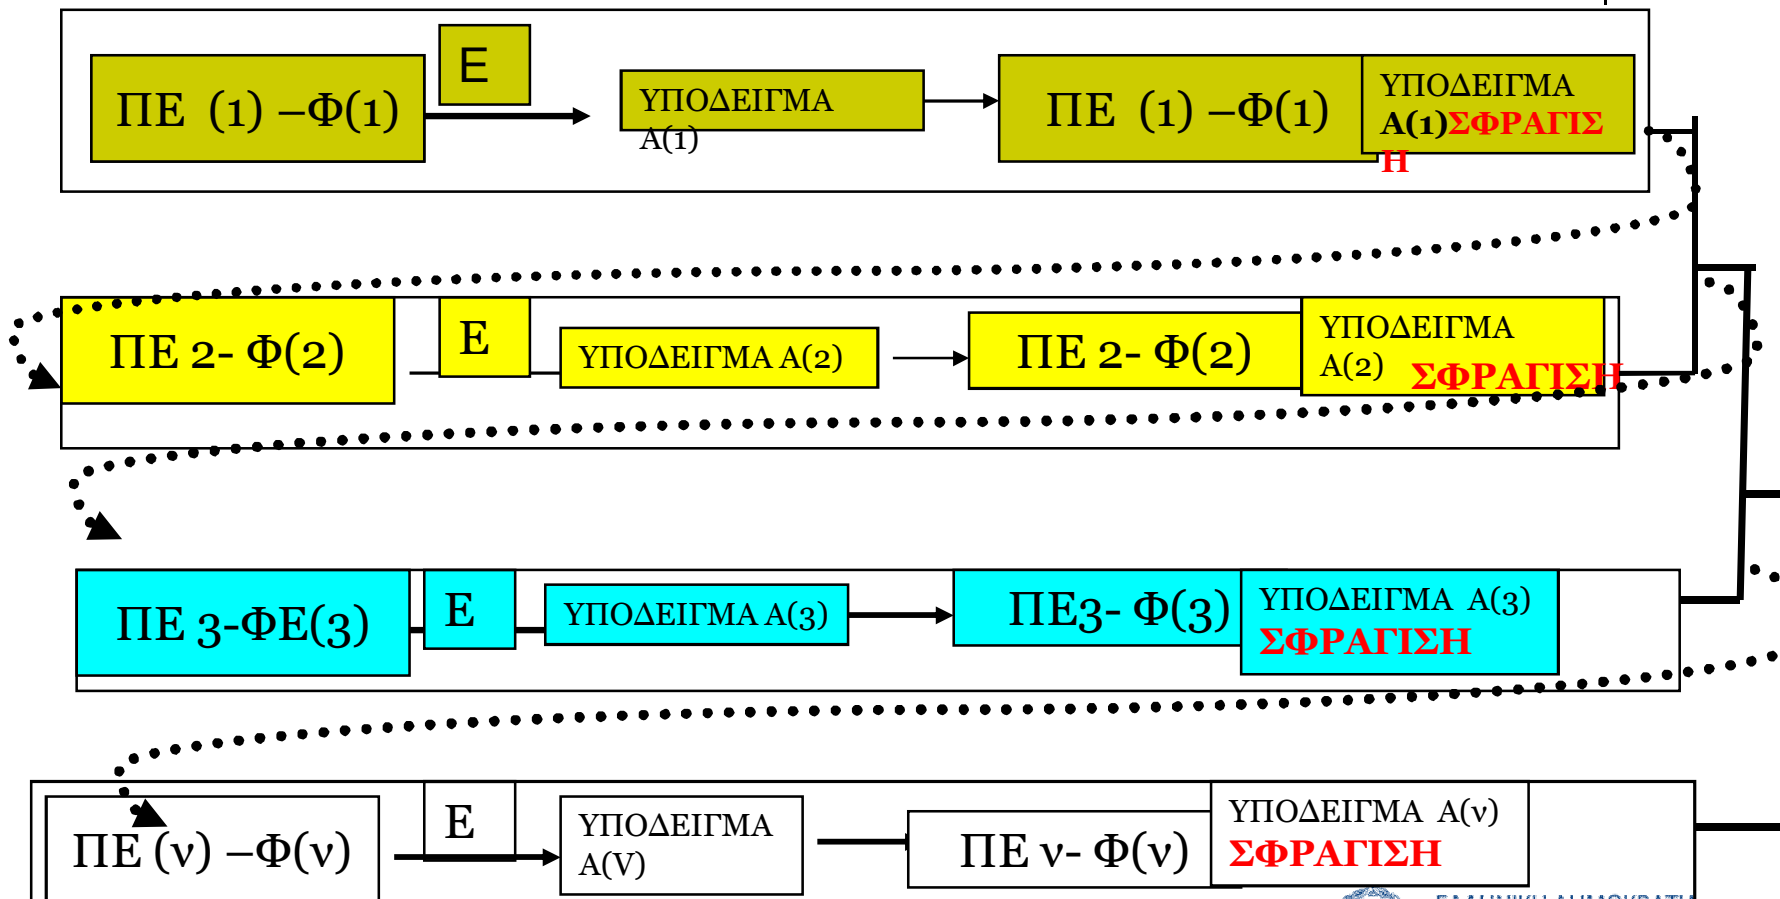 ΠΕ (1) –Φ(1)
Ε
ΥΠΟΔΕΙΓΜΑ
Α(1)
ΠΕ (1) –Φ(1)
ΥΠΟΔΕΙΓΜΑ
Α(1)ΣΦΡΑΓΙΣ
Η
ΠΕ 2- Φ(2)
Ε
ΥΠΟΔΕΙΓΜΑ Α(2)
ΠΕ 2- Φ(2)
ΥΠΟΔΕΙΓΜΑ
Α(2) ΣΦΡΑΓΙΣΗ
ΠΕ 3-ΦΕ(3)
Ε
ΥΠΟΔΕΙΓΜΑ Α(3)
ΠΕ3- Φ(3)
ΥΠΟΔΕΙΓΜΑ Α(3)
ΣΦΡΑΓΙΣΗ
ΠΕ (ν) –Φ(ν)
Ε
ΥΠΟΔΕΙΓΜΑ
Α(V)
ΠΕ ν- Φ(ν)
ΥΠΟΔΕΙΓΜΑ Α(ν)
ΣΦΡΑΓΙΣΗ